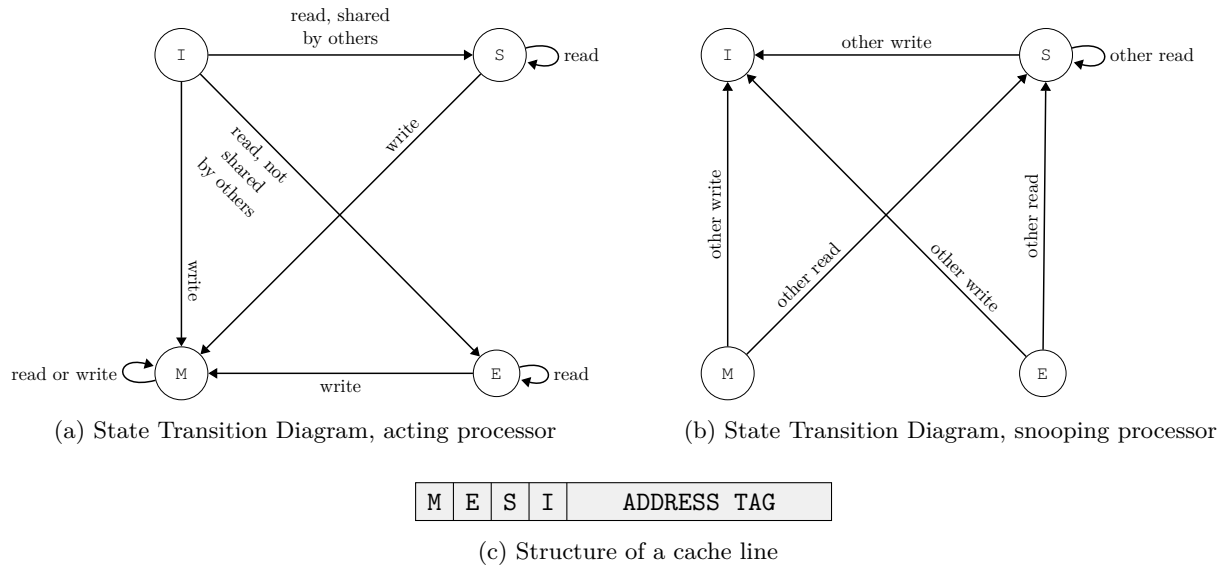 read, shared
by others
I
S
read
read, not
shared
by others
write
write
read or write
M
write
E
read
(a) State Transition Diagram, acting processor
I
other write
S
other read
other write
other read
other write
other read
M
E
(b) State Transition Diagram, snooping processor
M E S I ADDRESS TAG
(c) Structure of a cache line